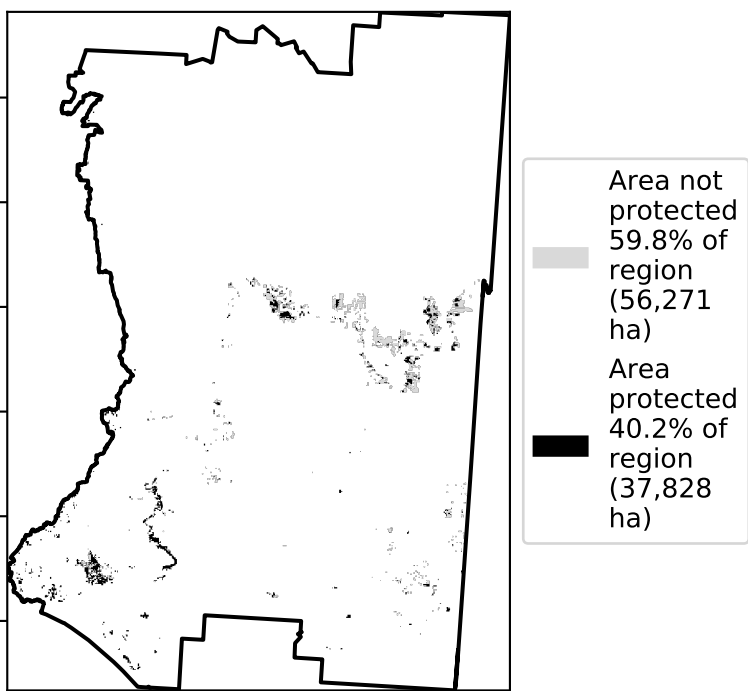 Area not
protected
59.8% of
region
(56,271
ha)
Area
protected
40.2% of
region
(37,828
ha)